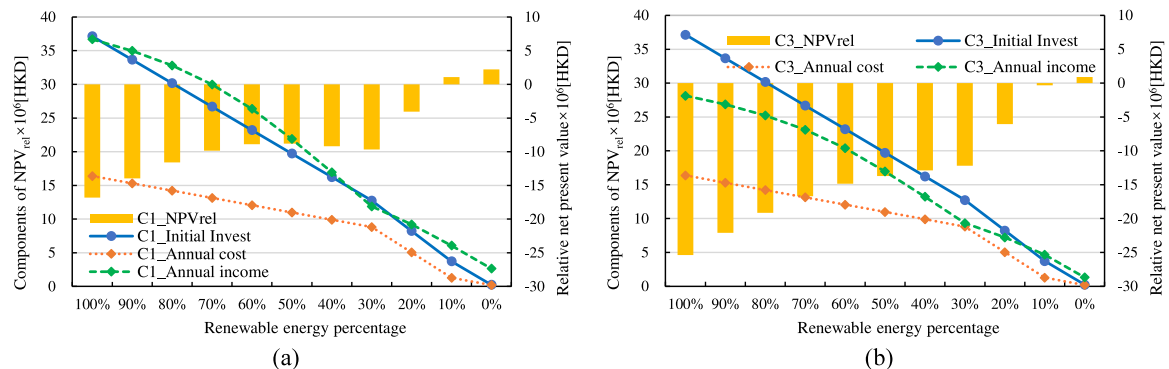 40
35
30
25
20
15
10
5
0
Components of NPVrel×10⁶[HKD]
10
5
0
-5
-10
-15
-20
-25
-30
Relative net present value×10⁶[HKD]
C1_NPVrel
C1_Initial Invest
C1_Annual cost
C1_Annual income
100% 90% 80% 70% 60% 50% 40% 30% 20% 10% 0%
Renewable energy percentage
(a)
40
35
30
25
20
15
10
5
0
Components of NPVrel×10⁶[HKD]
10
5
0
-5
-10
-15
-20
-25
-30
Relative net present value×10⁶[HKD]
C3_NPVrel C3_Initial Invest
C3_Annual cost C3_Annual income
100% 90% 80% 70% 60% 50% 40% 30% 20% 10% 0%
Renewable energy percentage
(b)